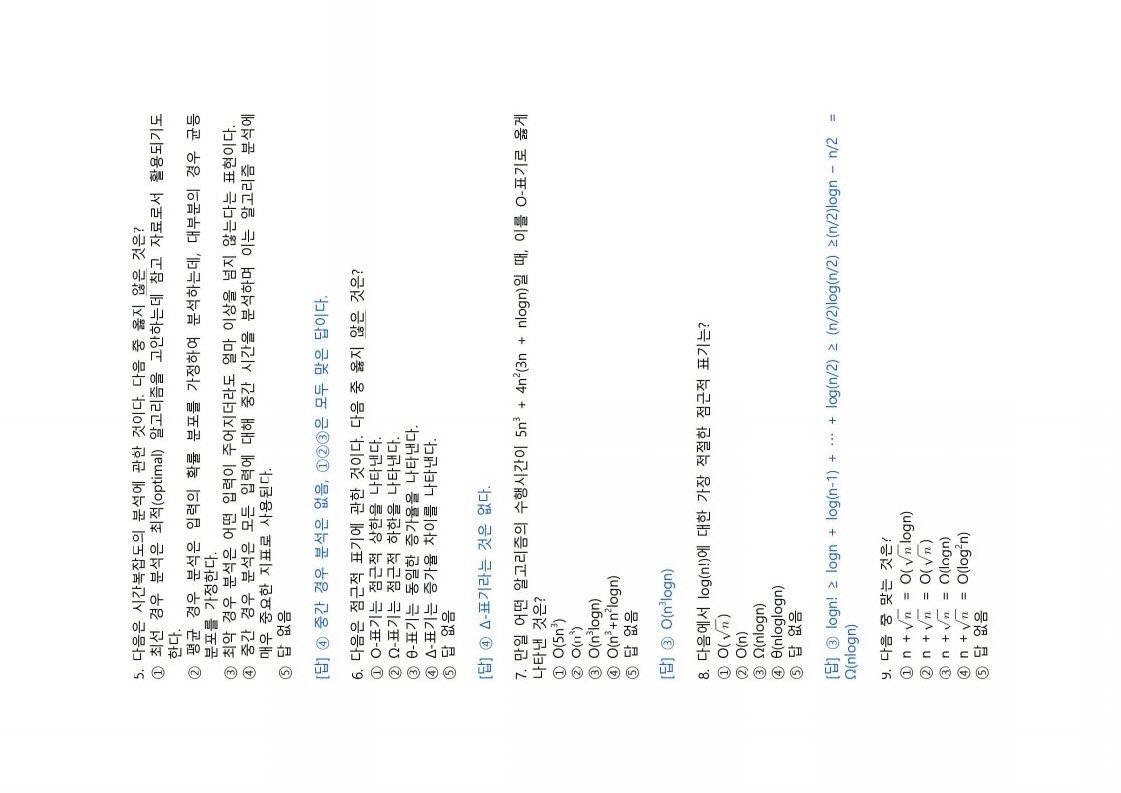 5. 다음은 시간복잡도의 분석에 관한 것이다. 다음 중 옳지 않은 것은?
① 최선 경우 분석은 최적(optimal) 알고리즘을 고안하는데 참고 자료로서 활용되기도
한다.
② 평균 경우 분석은 입력의 확률 분포를 가정하여 분석하는데, 대부분의 경우 균등
분포를 가정한다.
③ 최악 경우 분석은 어떤 입력이 주어지더라도 얼마 이상을 넘지 않는다는 표현이다.
④ 중간 경우 분석은 모든 입력에 대해 중간 시간을 분석하며 이는 알고리즘 분석에
매우 중요한 지표로 사용된다.
⑤ 답 없음
[답] ④ 중간 경우 분석은 없음, ①②③은 모두 맞은 답이다.
6. 다음은 점근적 표기에 관한 것이다. 다음 중 옳지 않은 것은?
① O-표기는 점근적 상한을 나타낸다.
② Ω-표기는 점근적 하한을 나타낸다.
③ θ-표기는 동일한 증가율을 나타낸다.
④ Δ-표기는 증가율 차이를 나타낸다.
⑤ 답 없음
[답] ④ Δ-표기라는 것은 없다.
7. 만일 어떤 알고리즘의 수행시간이 5n³ + 4n²(3n + nlogn)일 때, 이를 O-표기로 옳게
나타낸 것은?
① O(5n³)
② O(n³)
③ O(n³logn)
④ O(n³+n²logn)
⑤ 답 없음
[답] ③ O(n³logn)
8. 다음에서 log(n!)에 대한 가장 적절한 점근적 표기는?
① O(√n)
② O(n)
③ Ω(nlogn)
④ θ(nloglogn)
⑤ 답 없음
[답] ③ logn! ≥ logn + log(n-1) + ⋯ + log(n/2) ≥ (n/2)log(n/2) ≥(n/2)logn – n/2 =
Ω(nlogn)
9. 다음 중 맞는 것은?
① n +√n = O(√nlogn)
② n +√n = O(√n)
③ n +√n = Ω(logn)
④ n +√n = O(log²n)
⑤ 답 없음